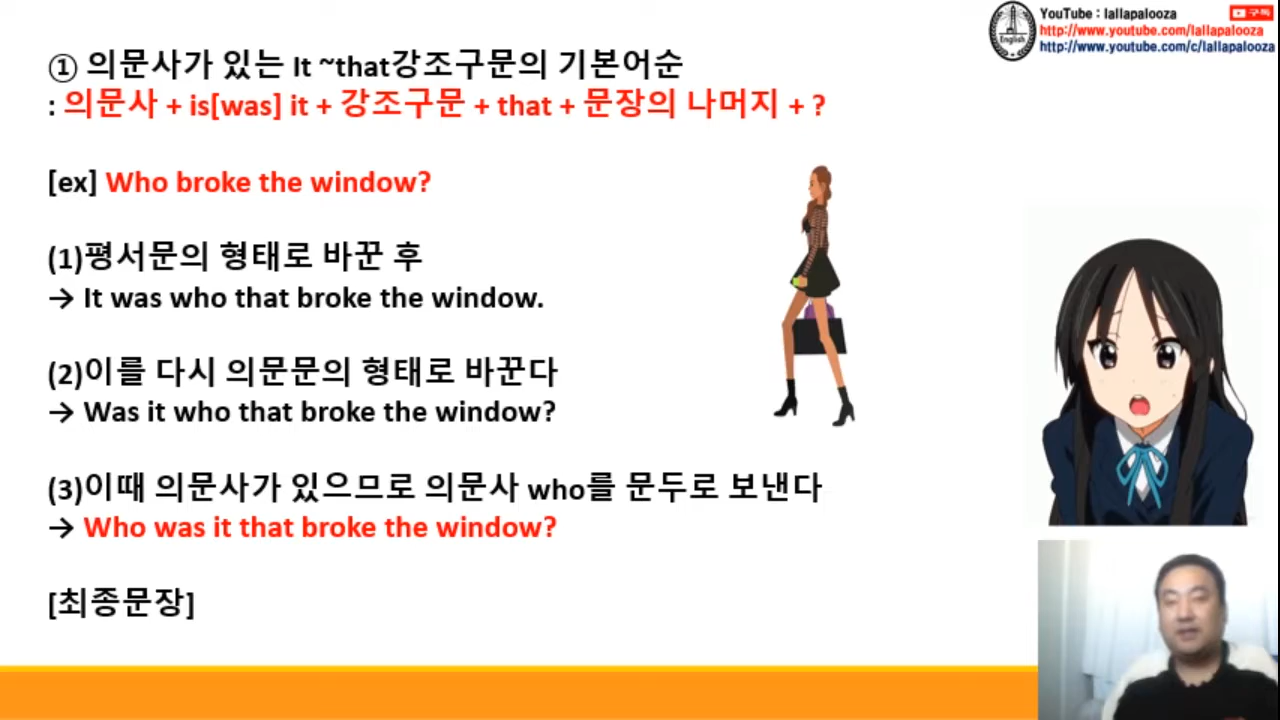 YouTube : lallapalooza
구독
http://www.youtube.com/lallapalooza
http://www.youtube.com/c/lallapalooza
English
① 의문사가 있는 It ~that강조구문의 기본어순
: 의문사 + is[was] it + 강조구문 + that + 문장의 나머지 + ?
[ex] Who broke the window?
(1)평서문의 형태로 바꾼 후
→ It was who that broke the window.
(2)이를 다시 의문문의 형태로 바꾼다
→ Was it who that broke the window?
(3)이때 의문사가 있으므로 의문사 who를 문두로 보낸다
→ Who was it that broke the window?
[최종문장]